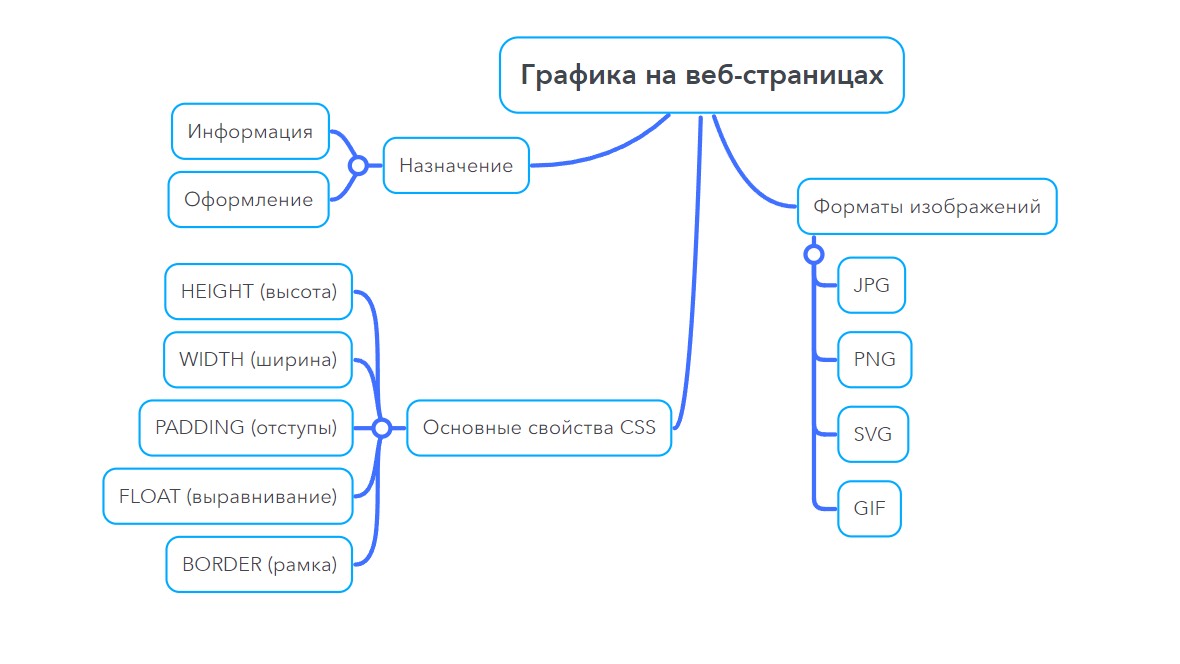 Графика на веб-страницах
Назначение
Информация
Оформление
Основные свойства CSS
HEIGHT (высота)
WIDTH (ширина)
PADDING (отступы)
FLOAT (выравнивание)
BORDER (рамка)
Форматы изображений
JPG
PNG
SVG
GIF